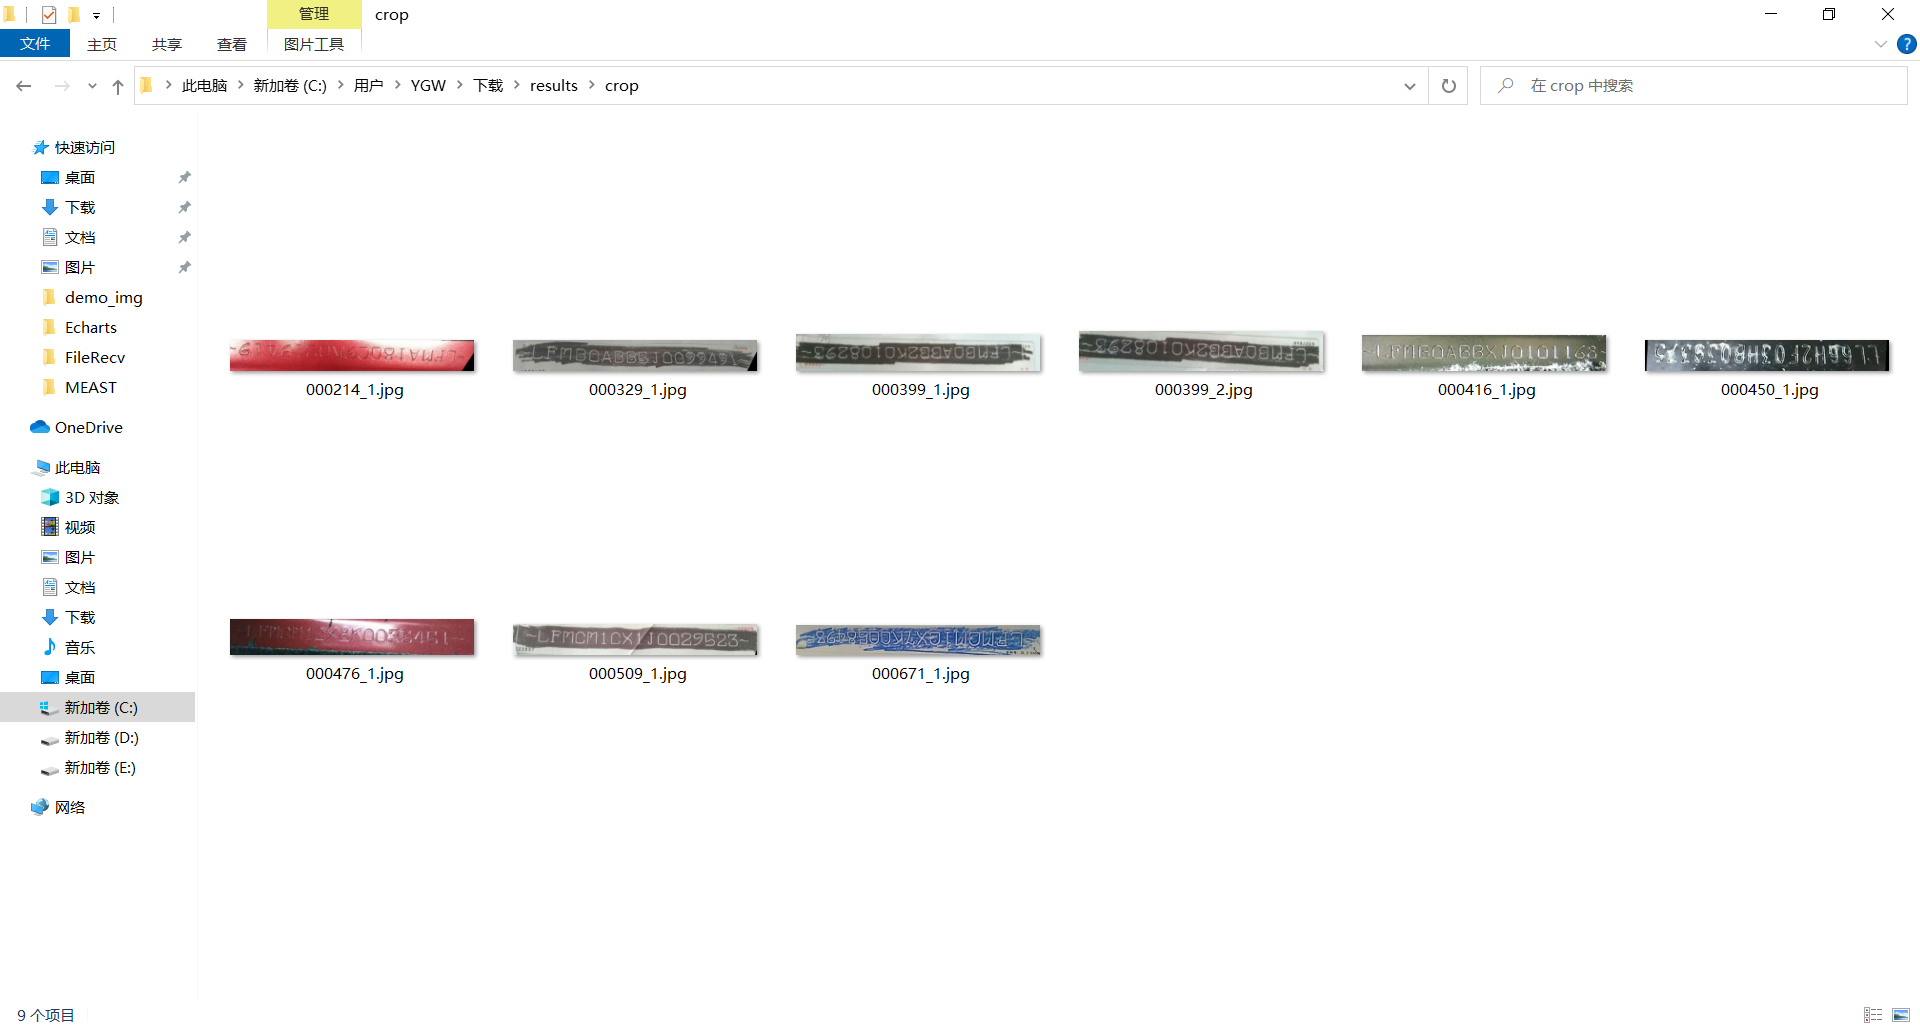 管理
crop
文件
主页
共享
查看
图片工具
此电脑
新加卷 (C:)
用户
YGW
下载
results
crop
在 crop 中搜索
快速访问
桌面
下载
文档
图片
demo_img
Echarts
FileRecv
MEAST
OneDrive
此电脑
3D 对象
视频
图片
文档
下载
音乐
桌面
新加卷 (C:)
新加卷 (D:)
新加卷 (E:)
网络
000214_1.jpg
000329_1.jpg
000399_1.jpg
000399_2.jpg
000416_1.jpg
000450_1.jpg
-LFMCM1CX1J0029523-
000476_1.jpg
000509_1.jpg
000671_1.jpg
9 个项目